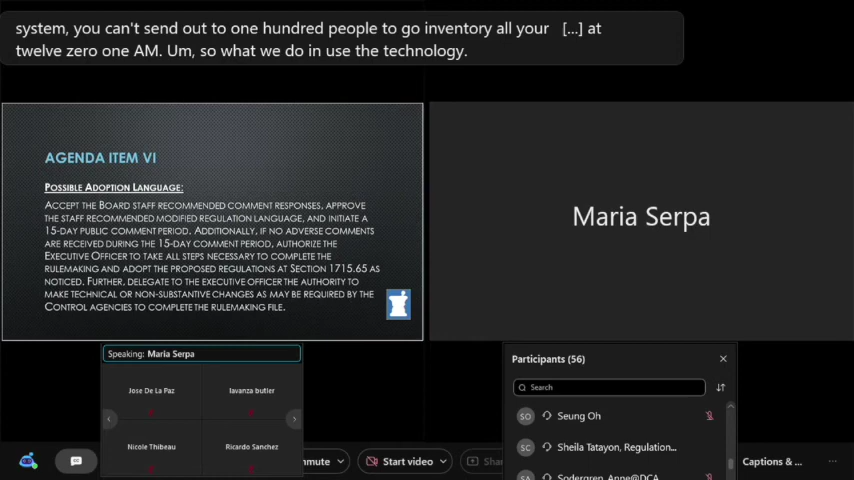 system, you can't send out to one hundred people to go inventory all your [...] at
twelve zero one AM. Um, so what we do in use the technology.
AGENDA ITEM VI
POSSIBLE ADOPTION LANGUAGE:
ACCEPT THE BOARD STAFF RECOMMENDED COMMENT RESPONSES, APPROVE
THE STAFF RECOMMENDED MODIFIED REGULATION LANGUAGE, AND INITIATE A
15-DAY PUBLIC COMMENT PERIOD. ADDITIONALLY, IF NO ADVERSE COMMENTS
ARE RECEIVED DURING THE 15-DAY COMMENT PERIOD, AUTHORIZE THE
EXECUTIVE OFFICER TO TAKE ALL STEPS NECESSARY TO COMPLETE THE
RULEMAKING AND ADOPT THE PROPOSED REGULATIONS AT SECTION 1715.65 AS
NOTICED. FURTHER, DELEGATE TO THE EXECUTIVE OFFICER THE AUTHORITY TO
MAKE TECHNICAL OR NON-SUBSTANTIVE CHANGES AS MAY BE REQUIRED BY THE
CONTROL AGENCIES TO COMPLETE THE RULEMAKING FILE.
Maria Serpa
Speaking: Maria Serpa
Jose De La Paz
lavanza butler
Nicole Thibeau
Ricardo Sanchez
Participants (56)
Search
SO Seung Oh
SC Sheila Tatayon, Regulation...
SA Sodergren, Anne@DCA
mute
Start video
Shar
Captions & ...